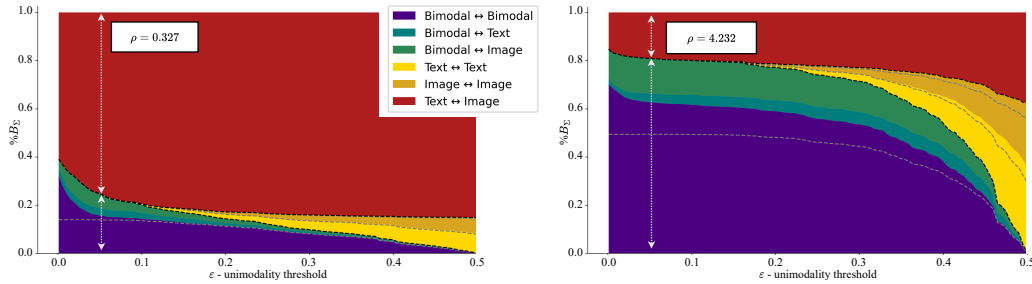 1.0
0.8
0.6
0.4
0.2
0.0
%B_Σ
0.0 0.1 0.2 0.3 0.4 0.5
ε - unimodality threshold
ρ = 0.327
Bimodal ↔ Bimodal
Bimodal ↔ Text
Bimodal ↔ Image
Text ↔ Text
Image ↔ Image
Text ↔ Image
1.0
0.8
0.6
0.4
0.2
0.0
%B_Σ
0.0 0.1 0.2 0.3 0.4 0.5
ε - unimodality threshold
ρ = 4.232